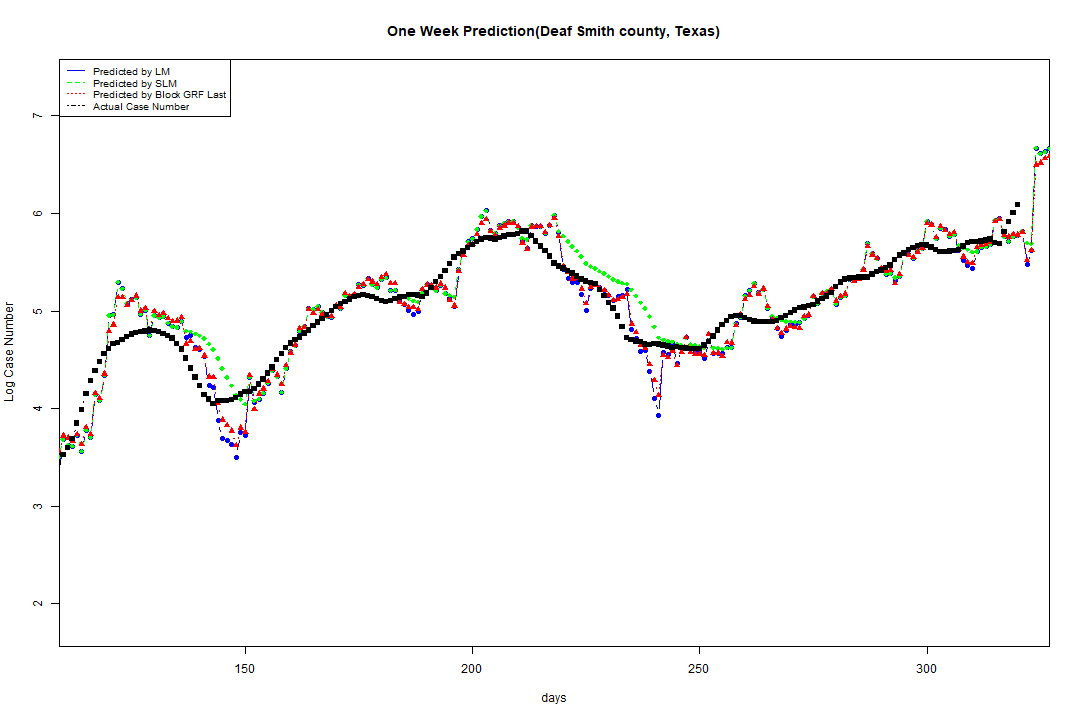 One Week Prediction(Deaf Smith county, Texas)
Predicted by LM
Predicted by SLM
Predicted by Block GRF Last
Actual Case Number
Log Case Number
7
6
5
4
3
2
150 200 250 300
days